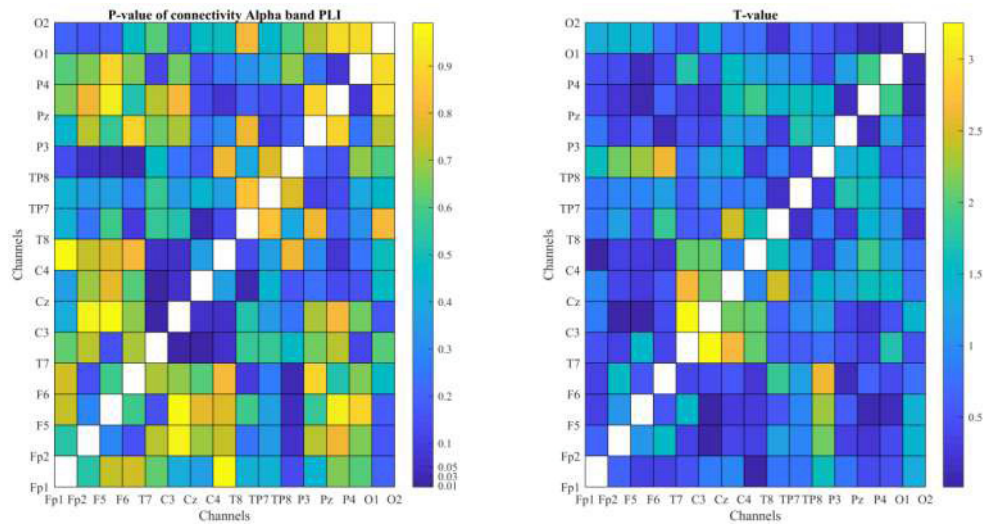 P-value of connectivity Alpha band PLI
O2
O1
P4
Pz
P3
TP8
TP7
T8
C4
Cz
C3
T7
F6
F5
Fp2
Fp1
Channels
Fp1 Fp2 F5 F6 T7 C3 Cz C4 T8 TP7 TP8 P3 Pz P4 O1 O2
Channels
0.9
0.8
0.7
0.6
0.5
0.4
0.3
0.2
0.1
0.05
0.03
0.01
T-value
O2
O1
P4
Pz
P3
TP8
TP7
T8
C4
Cz
C3
T7
F6
F5
Fp2
Fp1
Channels
Fp1 Fp2 F5 F6 T7 C3 Cz C4 T8 TP7 TP8 P3 Pz P4 O1 O2
Channels
3
2.5
2
1.5
1
0.5